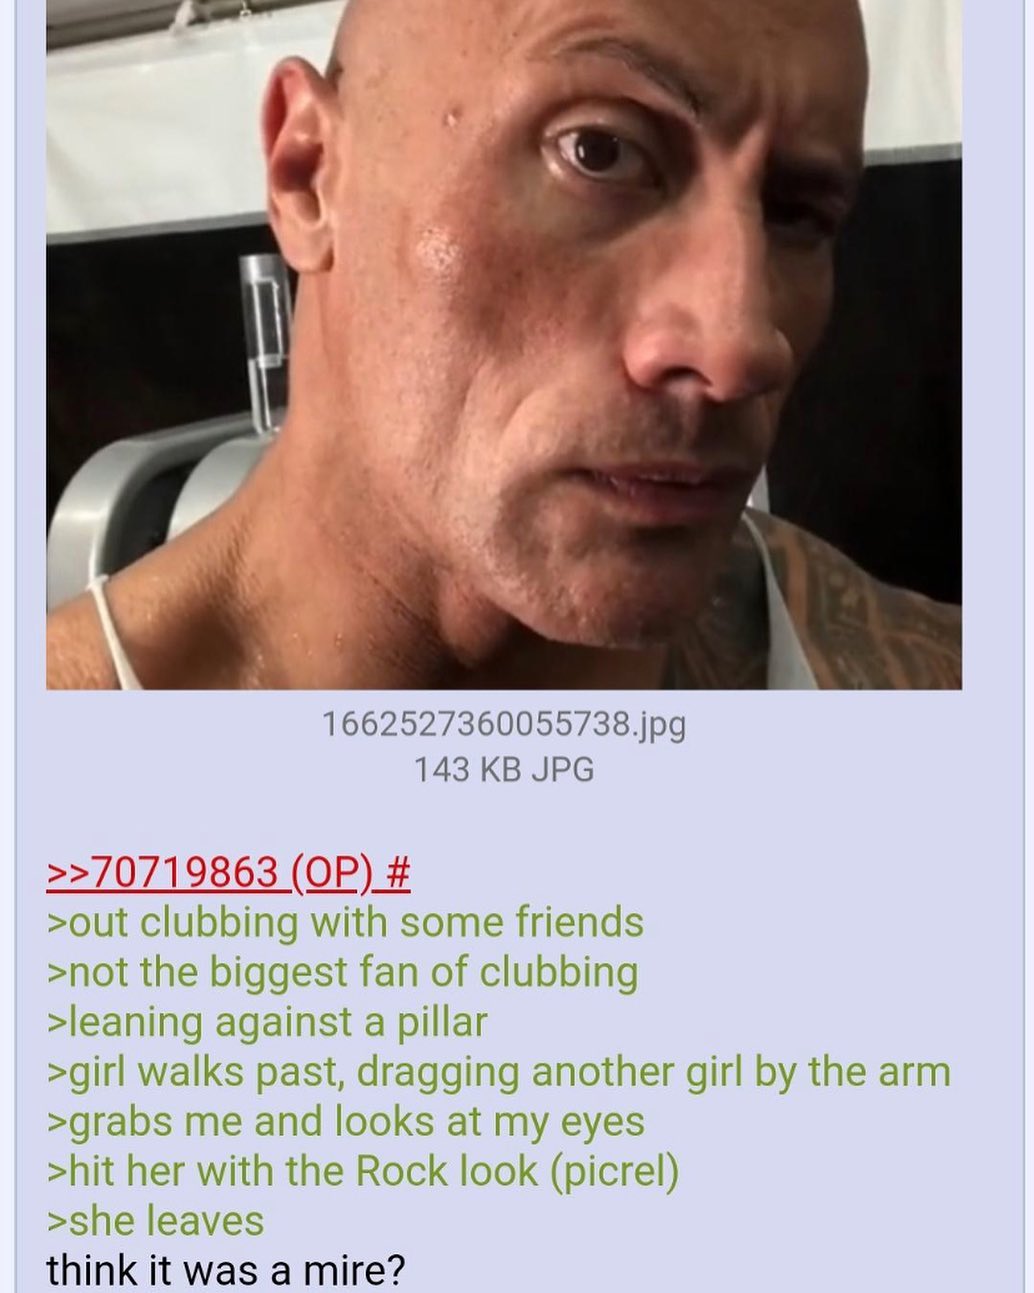 1662527360055738.jpg
143 KB JPG
>>70719863 (OP) #
>out clubbing with some friends
>not the biggest fan of clubbing
>leaning against a pillar
>girl walks past, dragging another girl by the arm
>grabs me and looks at my eyes
>hit her with the Rock look (picrel)
>she leaves
think it was a mire?